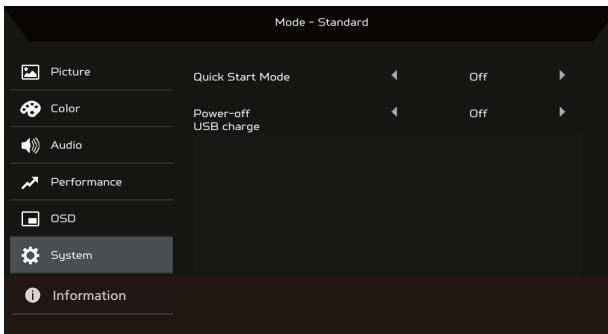 Mode - Standard
Picture
Quick Start Mode
Off
Color
Power-off
USB charge
Off
Audio
Performance
OSD
System
Information